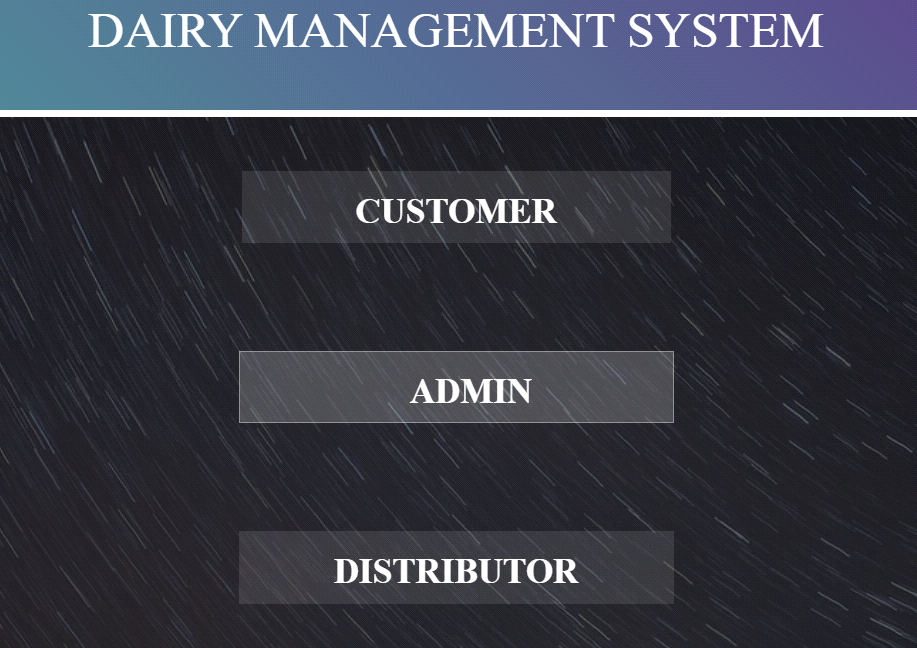 DAIRY MANAGEMENT SYSTEM
CUSTOMER
ADMIN
DISTRIBUTOR